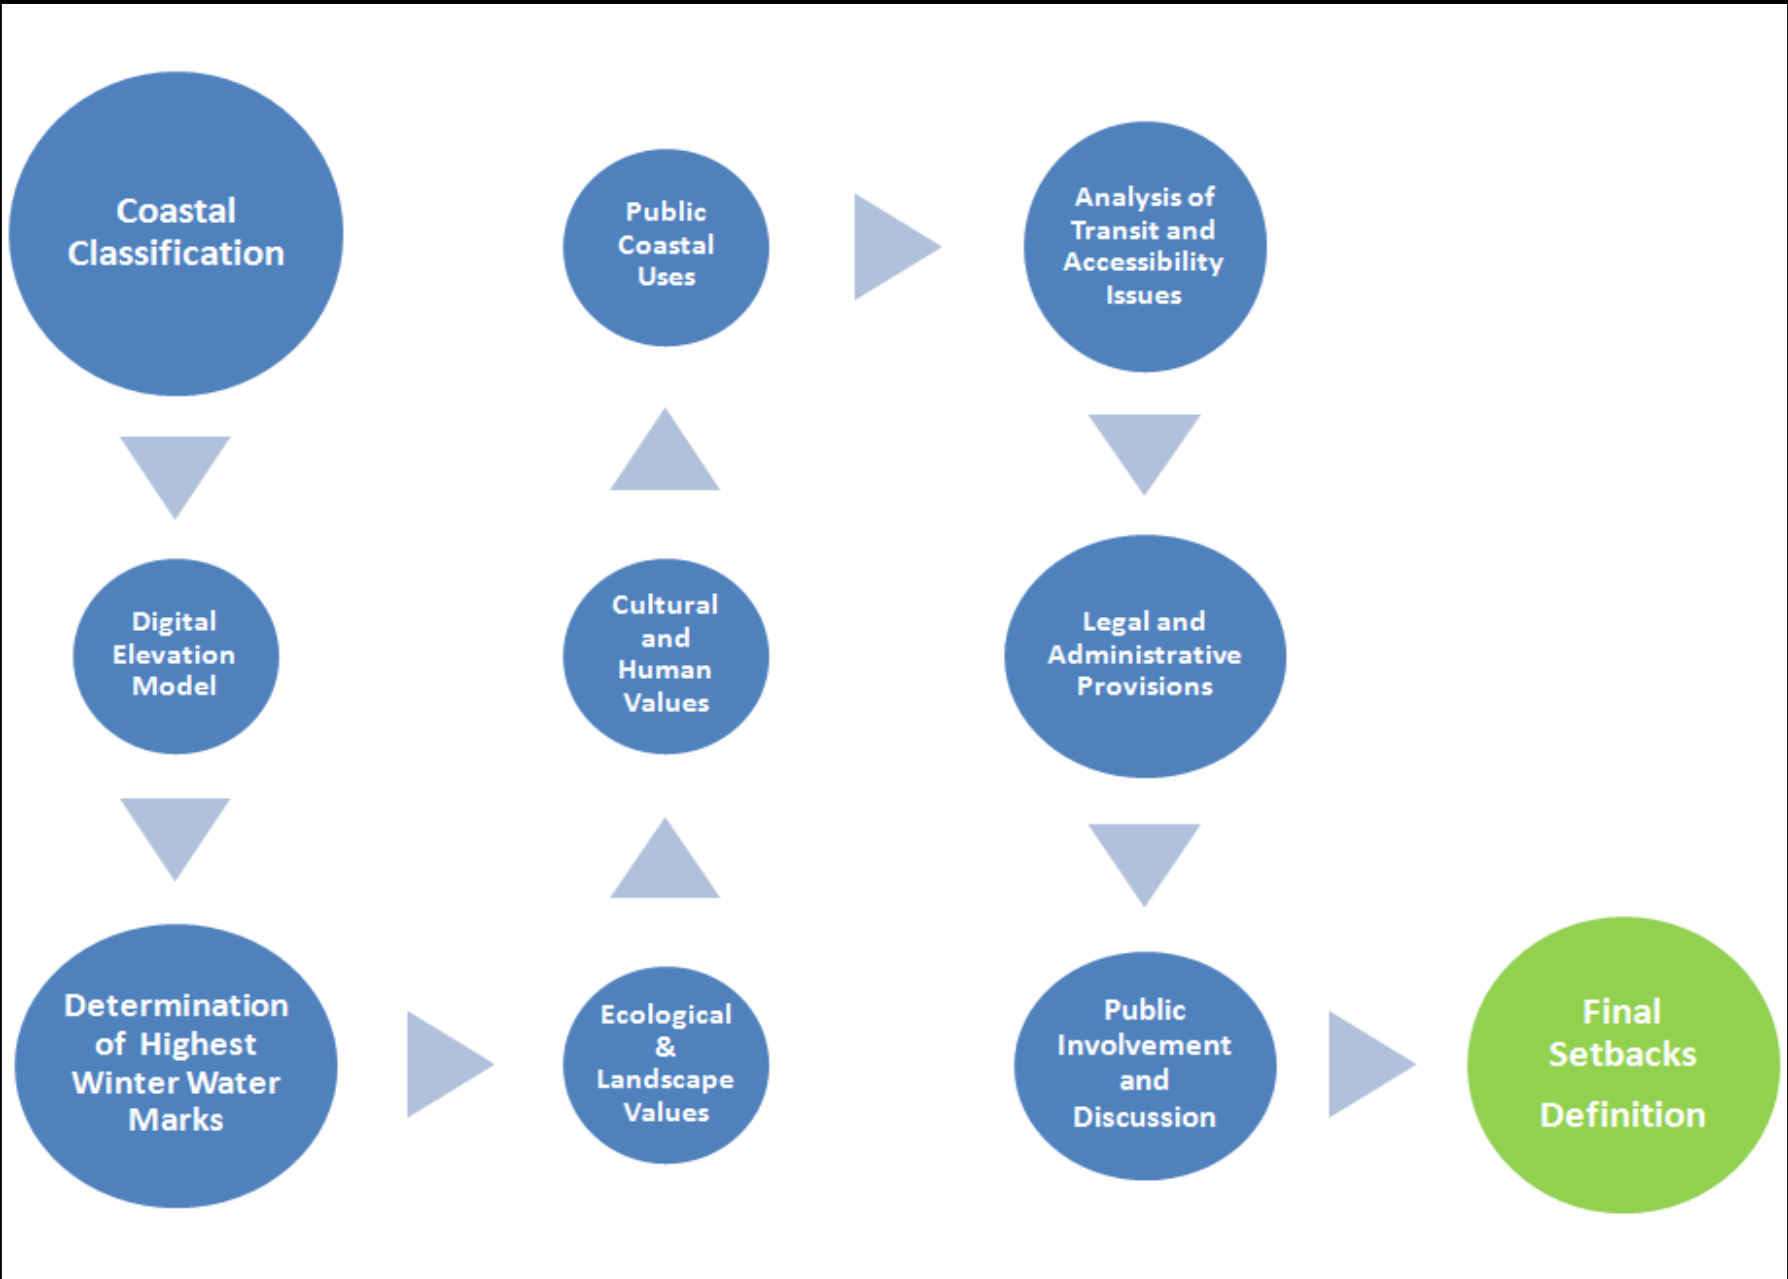 Coastal
Classification
Digital
Elevation
Model
Determination
of Highest
Winter Water
Marks
Ecological
&
Landscape
Values
Cultural
and
Human
Values
Public
Coastal
Uses
Analysis of
Transit and
Accessibility
Issues
Legal and
Administrative
Provisions
Public
Involvement
and
Discussion
Final
Setbacks
Definition